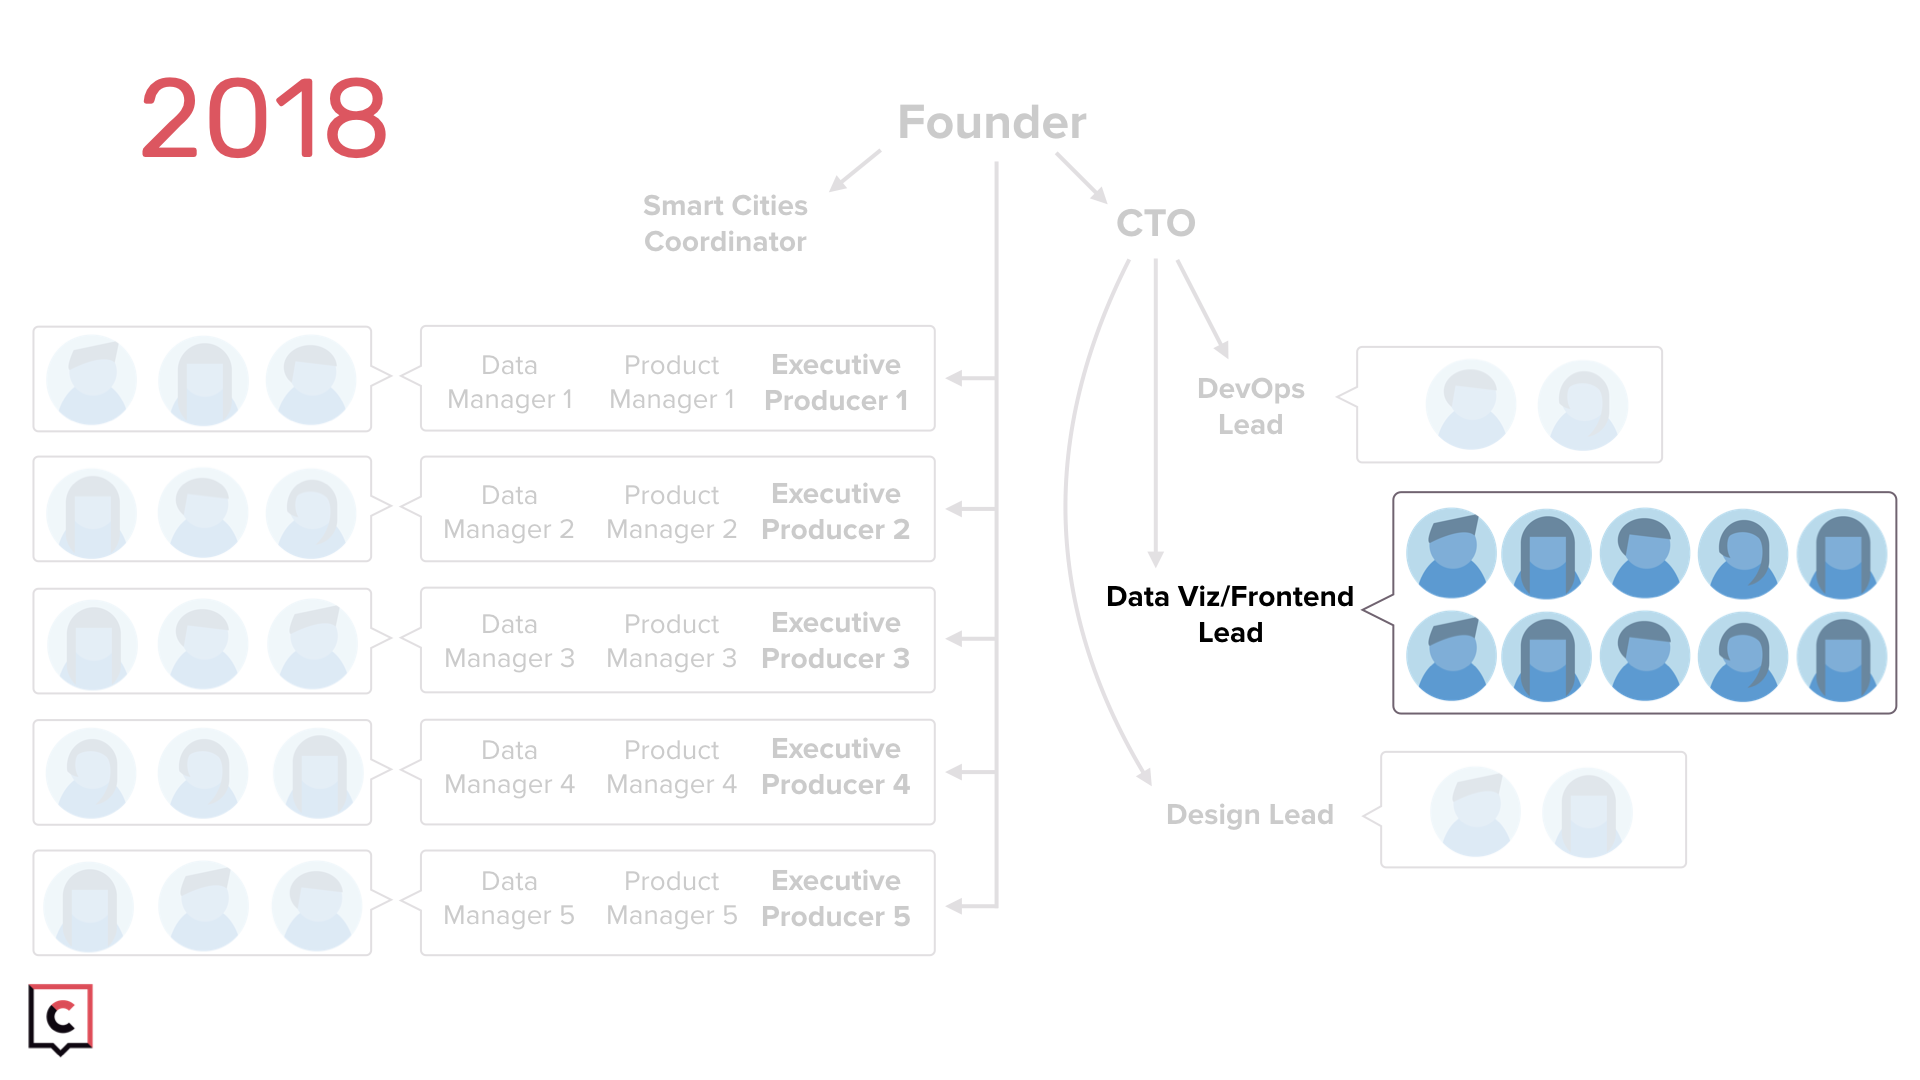 2018
Founder
Smart Cities
Coordinator
CTO
Data
Manager 1
Product
Manager 1
Executive
Producer 1
DevOps
Lead
Data
Manager 2
Product
Manager 2
Executive
Producer 2
Data Viz/Frontend
Lead
Data
Manager 3
Product
Manager 3
Executive
Producer 3
Data
Manager 4
Product
Manager 4
Executive
Producer 4
Design Lead
Data
Manager 5
Product
Manager 5
Executive
Producer 5
C